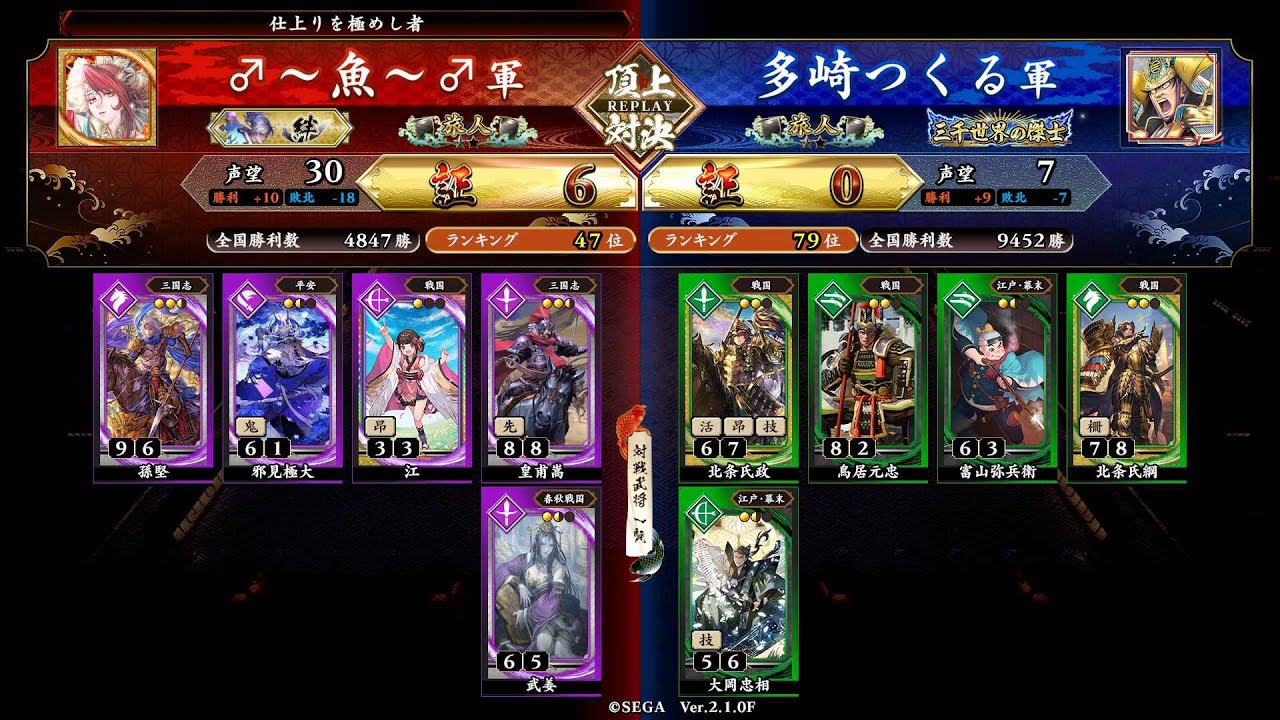 仕上りを極めし者
♂～魚～♂軍
頂上
REPLAY
対決
多崎つくる軍
絆
旅人
旅人
三千世界の傑士
声望 30
勝利 +10 敗北 -18
証 6
証 0
声望 7
勝利 +9 敗北 -7
全国勝利数 4847勝
ランキング 47位
ランキング 79位
全国勝利数 9452勝
三国志
9 6
孫堅
平安
鬼
6 1
邪見極大
戦国
昂
3 3
江
三国志
先
8 8
皇甫嵩
戦国
活 昂 技
6 7
北条氏政
戦国
8 2
鳥居元忠
江戸・幕末
6 3
富山弥兵衛
戦国
柵
7 8
北条氏綱
対戦武将一覧
春秋戦国
6 5
武姜
江戸・幕末
技
5 6
大岡忠相
©SEGA Ver.2.1.0F